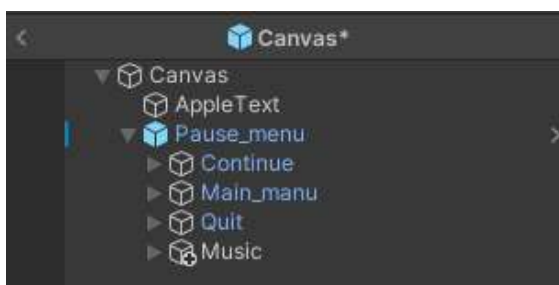 Canvas*
Canvas
AppleText
Pause_menu
Continue
Main_manu
Quit
Music